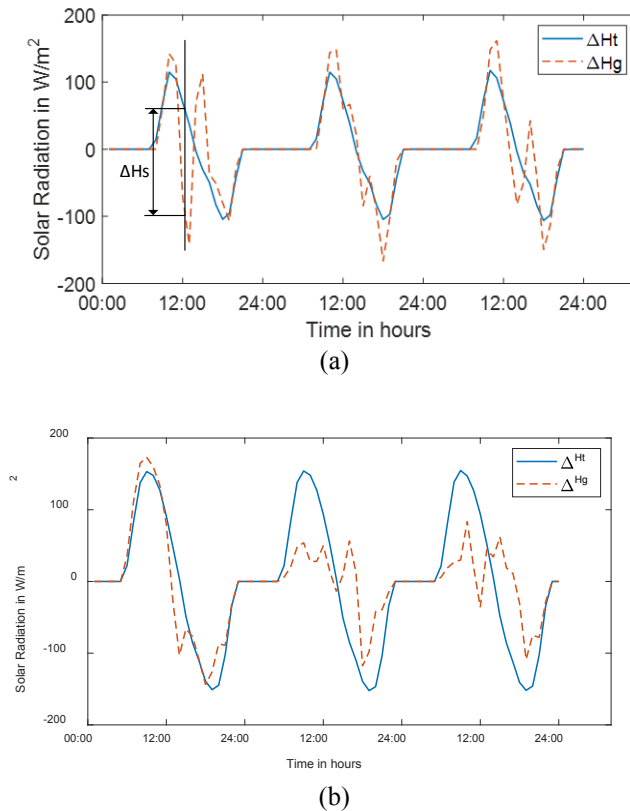 200
100
0
-100
-200
Solar Radiation in W/m²
ΔHs
ΔHt
ΔHg
00:00 12:00 24:00 12:00 24:00 12:00 24:00
Time in hours
(a)
200
100
0
-100
-200
Solar Radiation in W/m
2
Δ^Ht
Δ^Hg
00:00 12:00 24:00 12:00 24:00 12:00 24:00
Time in hours
(b)